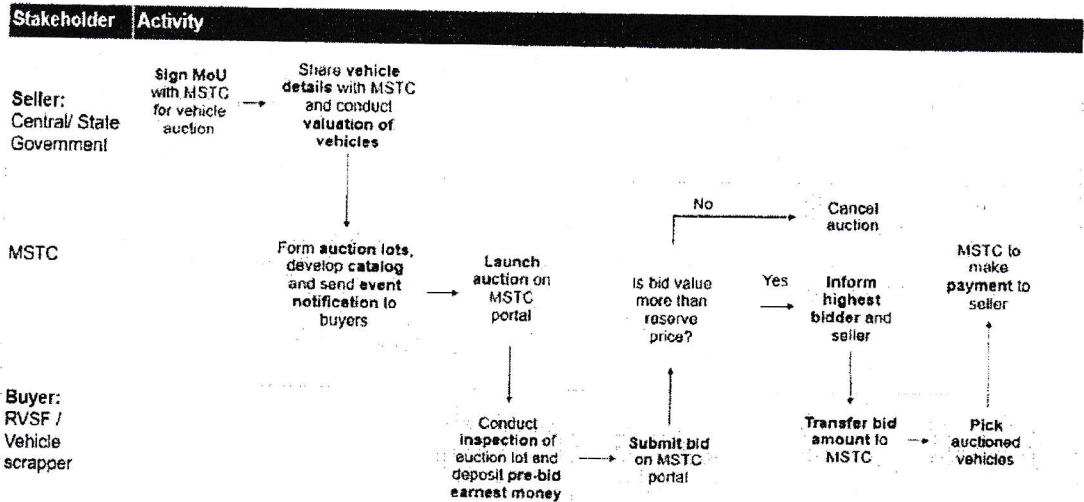 Stakeholder Activity
Seller:
Central/ State
Government
Sign MoU
with MSTC
for vehicle
auction
Share vehicle
details with MSTC
and conduct
valuation of
vehicles
MSTC
Form auction lots,
develop catalog
and send event
notification to
buyers
Launch
auction on
MSTC
portal
Is bid value
more than
reserve
price?
No
Cancel
auction
Yes
Inform
highest
bidder and
seller
MSTC to
make
payment to
seller
Buyer:
RVSF /
Vehicle
scrapper
Conduct
inspection of
auction lot and
deposit pre-bid
earnest money
Submit bid
on MSTC
portal
Transfer bid
amount to
MSTC
Pick
auctioned
vehicles